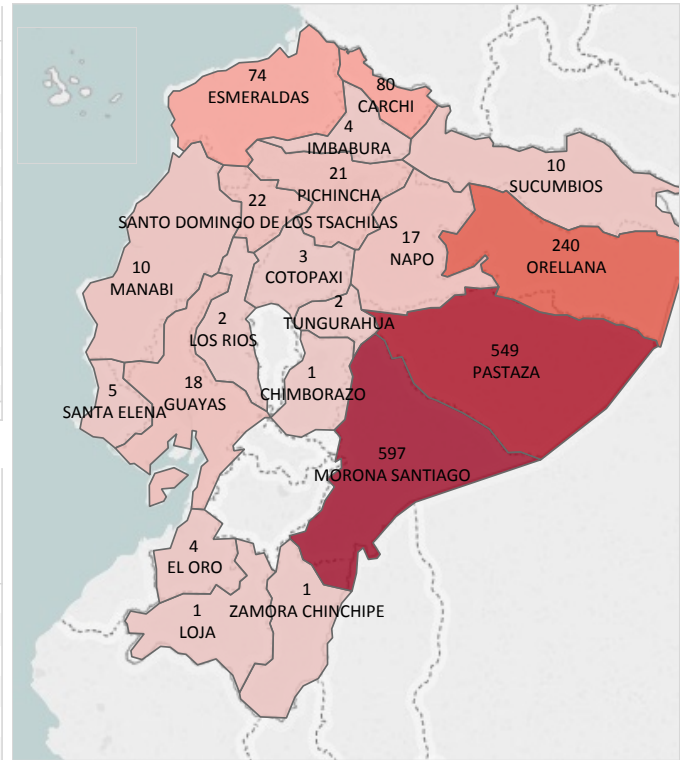 74
ESMERALDAS
80
CARCHI
4
IMBABURA
10
SUCUMBIOS
21
PICHINCHA
22
SANTO DOMINGO DE LOS TSACHILAS
17
NAPO
240
ORELLANA
3
COTOPAXI
10
MANABI
2
TUNGURAHUA
2
LOS RIOS
549
PASTAZA
1
CHIMBORAZO
5
SANTA ELENA
18
GUAYAS
597
MORONA SANTIAGO
4
EL ORO
1
ZAMORA CHINCHIPE
1
LOJA